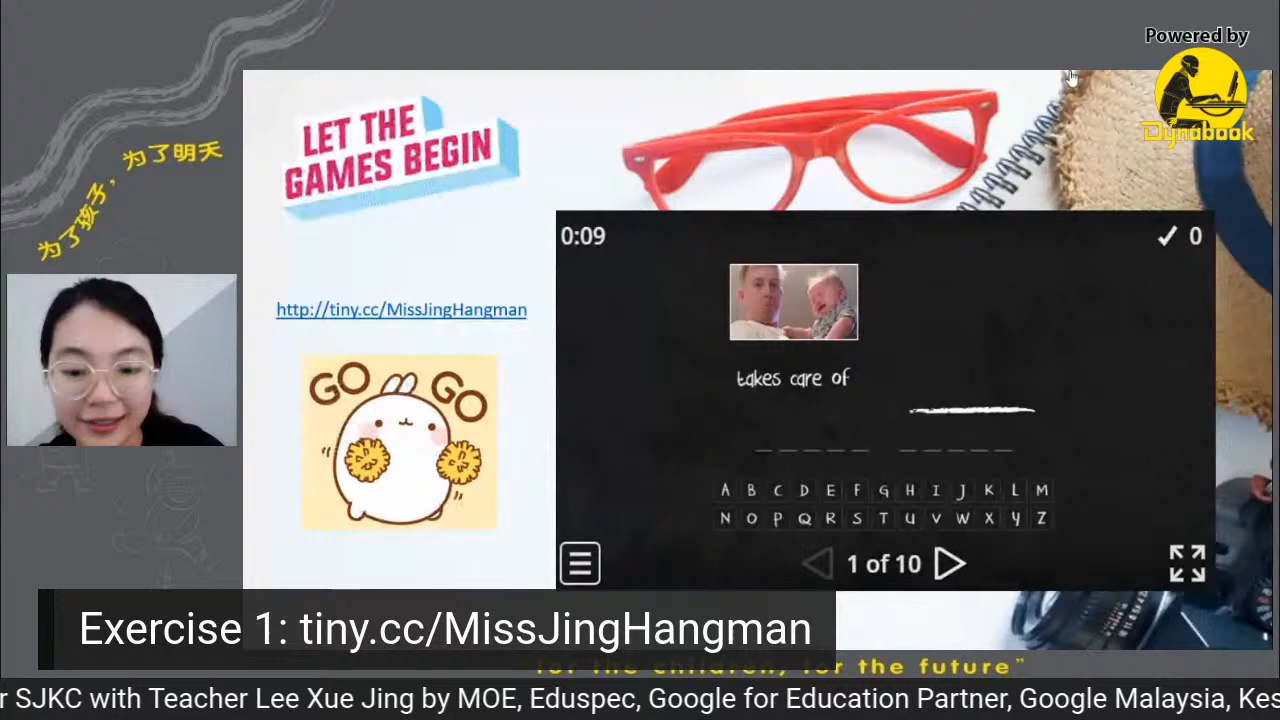 Powered by
Dynabook
为了孩子，为了明天
LET THE
GAMES BEGIN
http://tiny.cc/MissJingHangman
GO GO
0:09
0
takes care of
A B C D E F G H I J K L M
N O P Q R S T U V W X Y Z
1 of 10
Exercise 1: tiny.cc/MissJingHangman
for the children, for the future”
r SJKC with Teacher Lee Xue Jing by MOE, Eduspec, Google for Education Partner, Google Malaysia, Kes